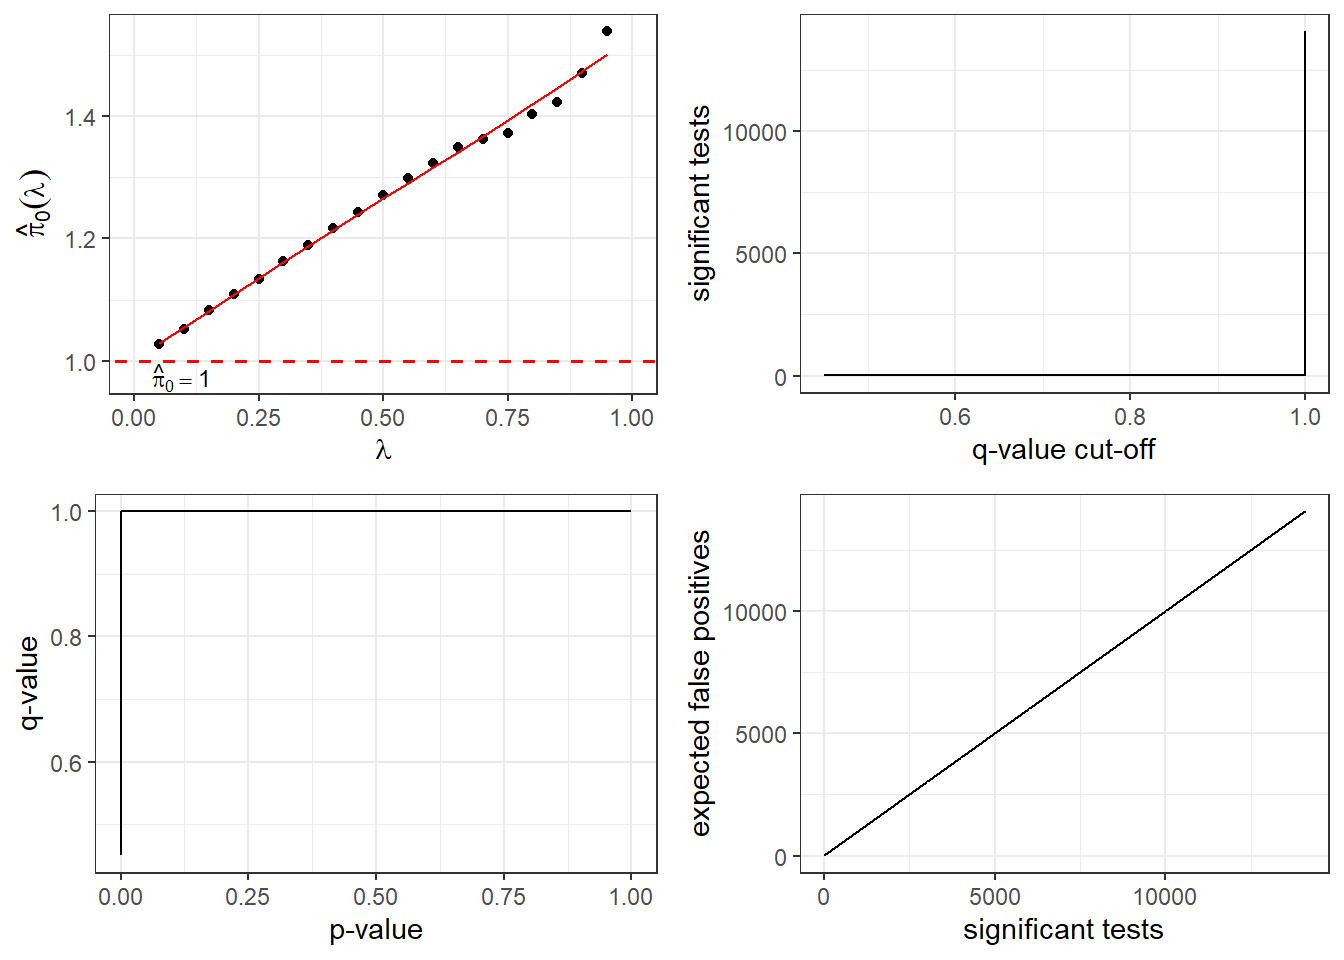 1.4
1.2
1.0
π̂₀(λ)
π̂₀ = 1
0.00 0.25 0.50 0.75 1.00
λ
10000
5000
0
significant tests
0.6 0.8 1.0
q-value cut-off
1.0
0.8
0.6
q-value
0.00 0.25 0.50 0.75 1.00
p-value
10000
5000
0
expected false positives
0 5000 10000
significant tests